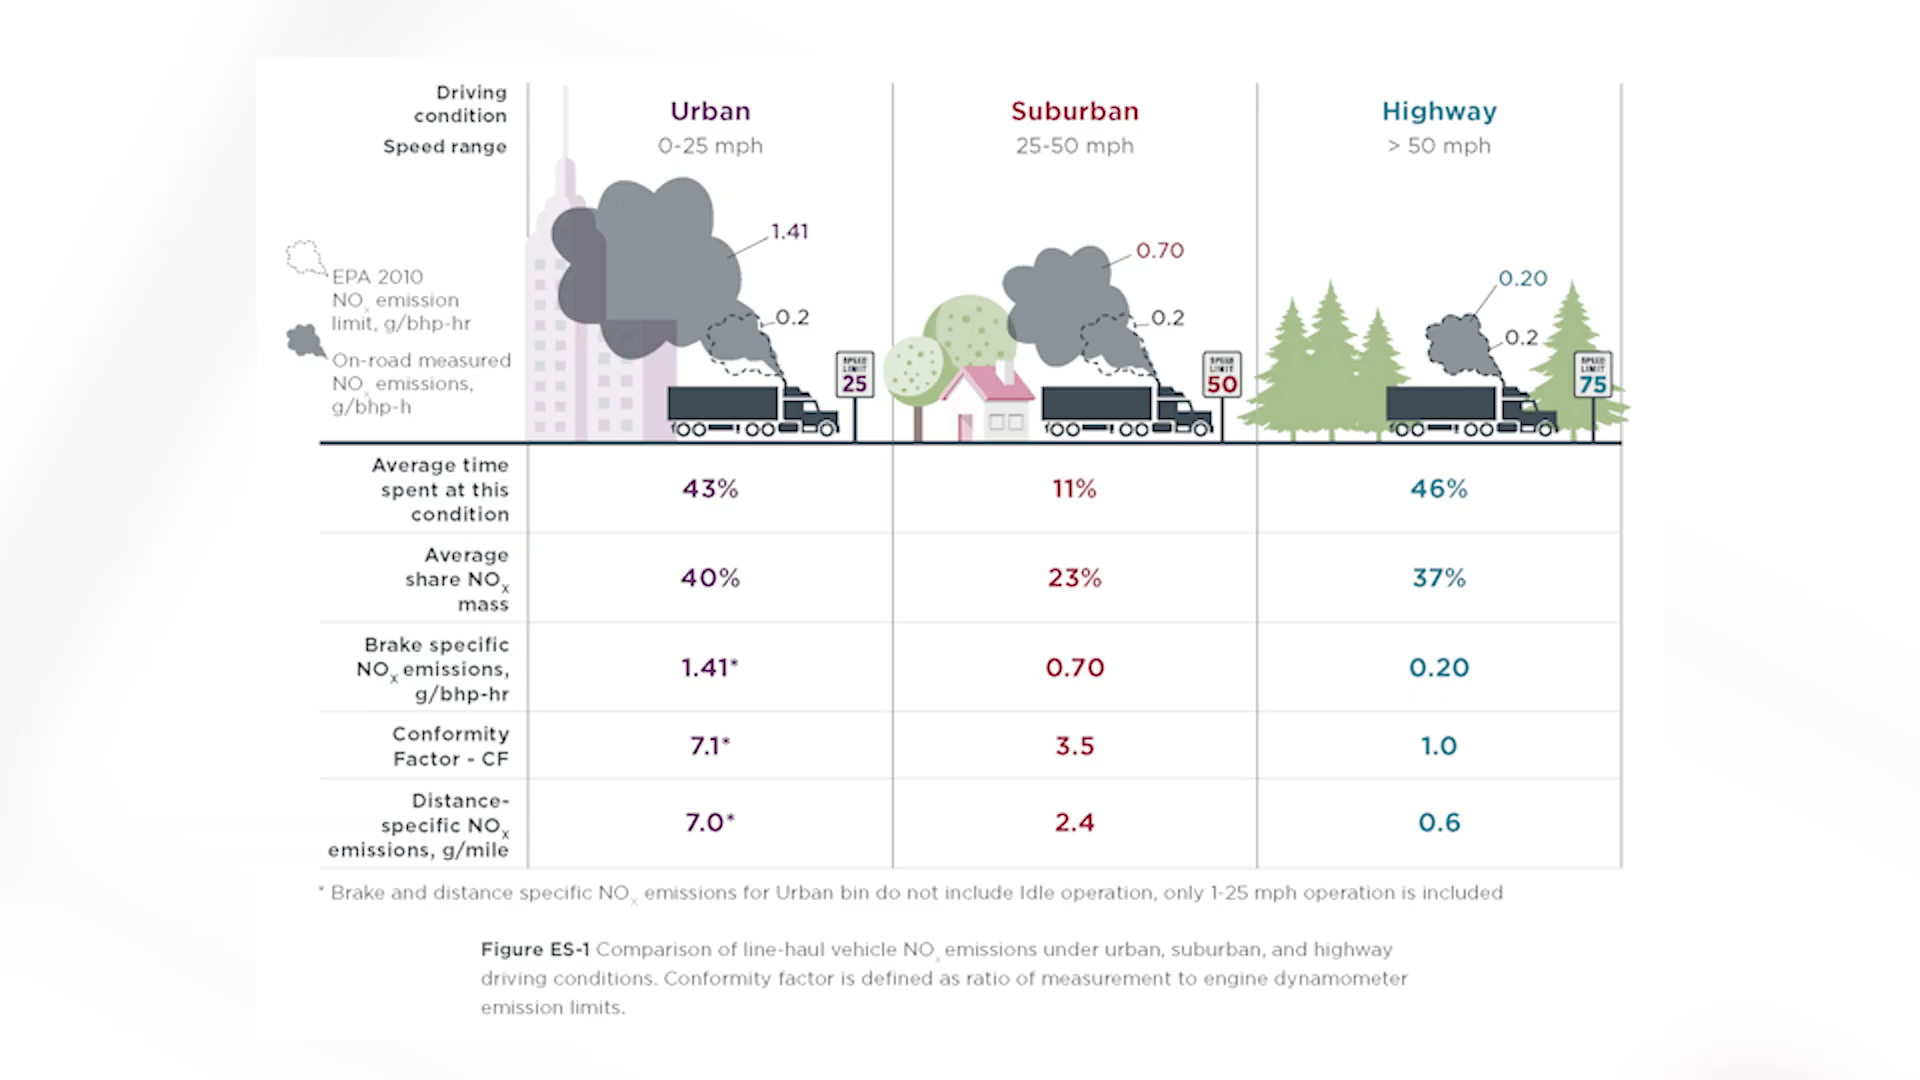 Driving
condition
Speed range
Urban
0-25 mph
Suburban
25-50 mph
Highway
> 50 mph
EPA 2010
NOx emission
limit, g/bhp-hr
On-road measured
NOx emissions,
g/bhp-h
1.41
0.2
SPEED
LIMIT
25
0.70
0.2
SPEED
LIMIT
50
0.20
0.2
SPEED
LIMIT
75
Average time
spent at this
condition
43%
11%
46%
Average
share NOx
mass
40%
23%
37%
Brake specific
NOx emissions,
g/bhp-hr
1.41*
0.70
0.20
Conformity
Factor - CF
7.1*
3.5
1.0
Distance-
specific NOx
emissions, g/mile
7.0*
2.4
0.6
* Brake and distance specific NOx emissions for Urban bin do not include Idle operation, only 1-25 mph operation is included
Figure ES-1 Comparison of line-haul vehicle NOx emissions under urban, suburban, and highway
driving conditions. Conformity factor is defined as ratio of measurement to engine dynamometer
emission limits.